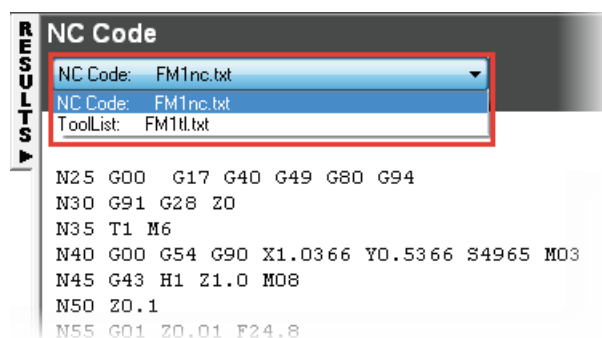 RESULTS
NC Code
NC Code: FM1nc.txt
NC Code: FM1nc.txt
ToolList: FM1tl.txt
N25 G00 G17 G40 G49 G80 G94
N30 G91 G28 Z0
N35 T1 M6
N40 G00 G54 G90 X1.0366 Y0.5366 S4965 M03
N45 G43 H1 Z1.0 M08
N50 Z0.1
N55 G01 Z0.01 F24.8